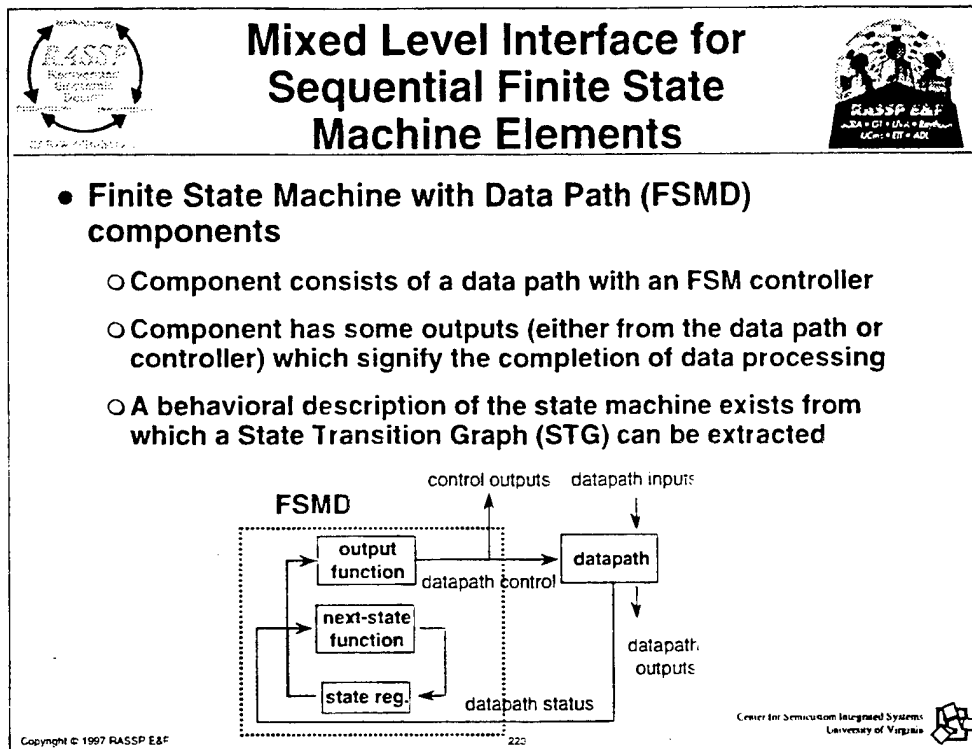 RASSP
Mixed Level Interface for
Sequential Finite State
Machine Elements
RASSP E&F
UCinc • EIT • ADL
● Finite State Machine with Data Path (FSMD)
components
○ Component consists of a data path with an FSM controller
○ Component has some outputs (either from the data path or
controller) which signify the completion of data processing
○ A behavioral description of the state machine exists from
which a State Transition Graph (STG) can be extracted
control outputs
datapath inputs
FSMD
output
function
datapath
datapath control
next-state
function
datapath
outputs
state reg.
datapath status
Copyright © 1997 RASSP E&F
223
Center for Semicustom Integrated Systems
University of Virginia